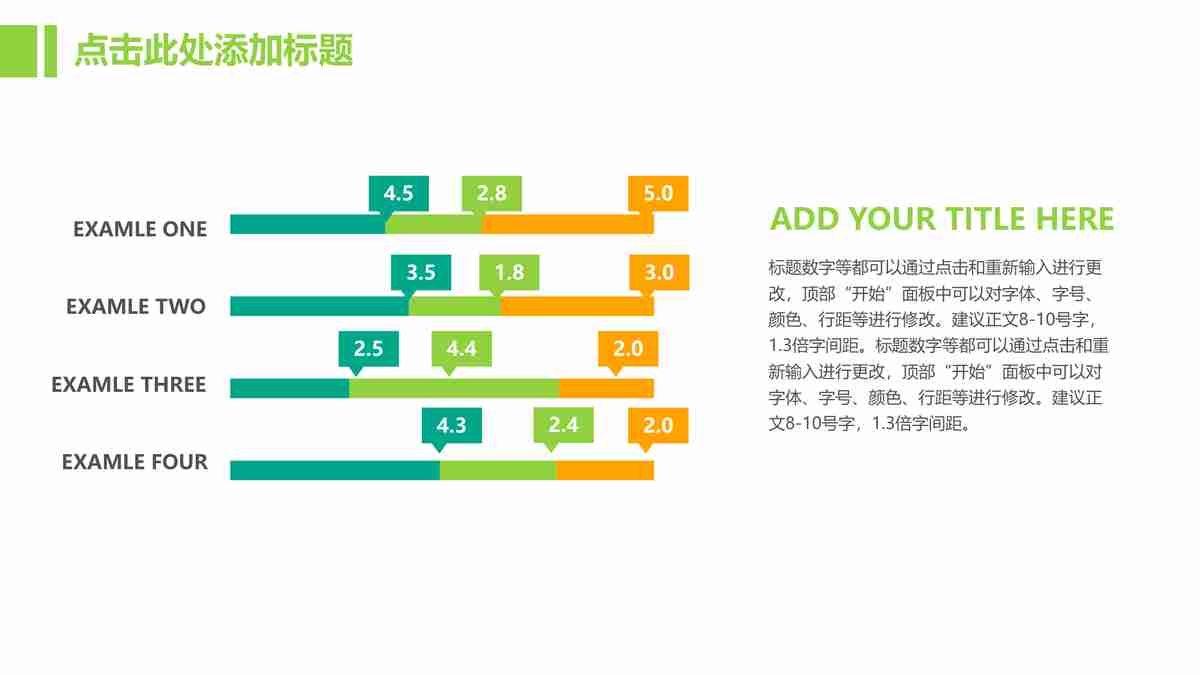 点击此处添加标题
4.5 2.8 5.0
EXAMLE ONE
3.5 1.8 3.0
EXAMLE TWO
2.5 4.4 2.0
EXAMLE THREE
4.3 2.4 2.0
EXAMLE FOUR
ADD YOUR TITLE HERE
标题数字等都可以通过点击和重新输入进行更
改，顶部“开始”面板中可以对字体、字号、
颜色、行距等进行修改。建议正文8-10号字，
1.3倍字间距。标题数字等都可以通过点击和重
新输入进行更改，顶部“开始”面板中可以对
字体、字号、颜色、行距等进行修改。建议正
文8-10号字，1.3倍字间距。